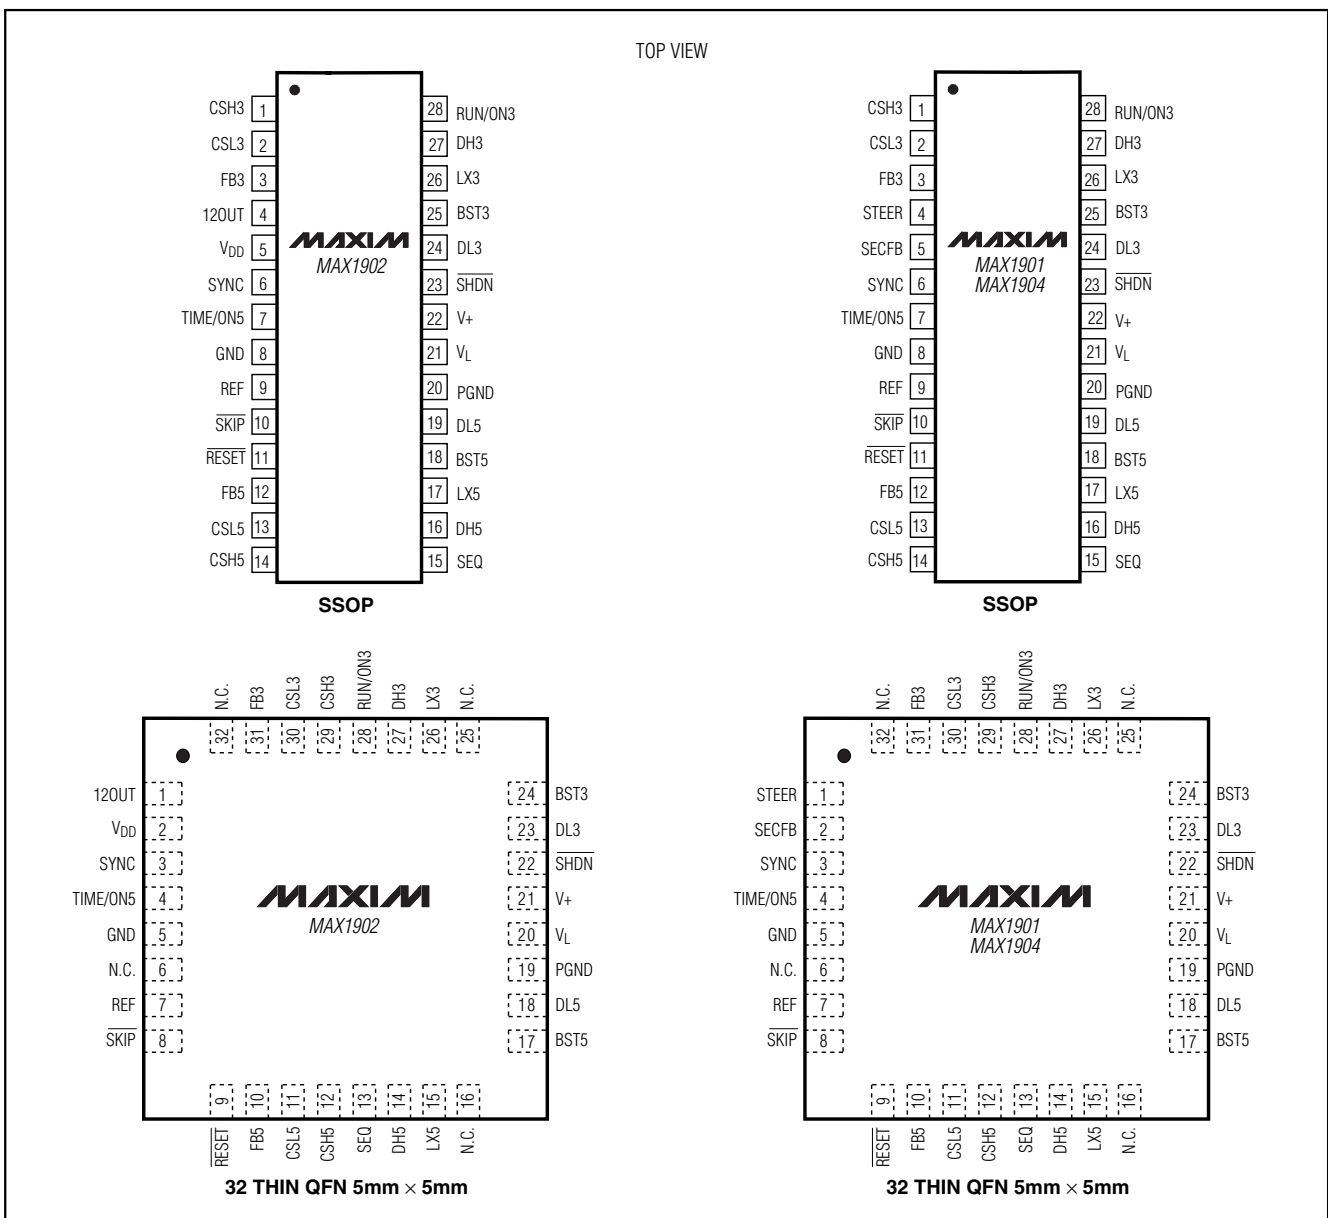 TOP VIEW
CSH3 1
CSL3 2
FB3 3
12OUT 4
VDD 5
SYNC 6
TIME/ON5 7
GND 8
REF 9
SKIP 10
RESET 11
FB5 12
CSL5 13
CSH5 14
28 RUN/ON3
27 DH3
26 LX3
25 BST3
24 DL3
23 SHDN
22 V+
21 VL
20 PGND
19 DL5
18 BST5
17 LX5
16 DH5
15 SEQ
MAXIM
MAX1902
SSOP
CSH3 1
CSL3 2
FB3 3
STEER 4
SECFB 5
SYNC 6
TIME/ON5 7
GND 8
REF 9
SKIP 10
RESET 11
FB5 12
CSL5 13
CSH5 14
28 RUN/ON3
27 DH3
26 LX3
25 BST3
24 DL3
23 SHDN
22 V+
21 VL
20 PGND
19 DL5
18 BST5
17 LX5
16 DH5
15 SEQ
MAXIM
MAX1901
MAX1904
SSOP
N.C. 32
FB3 31
CSL3 30
CSH3 29
RUN/ON3 28
DH3 27
LX3 26
N.C. 25
12OUT 1
VDD 2
SYNC 3
TIME/ON5 4
GND 5
N.C. 6
REF 7
SKIP 8
24 BST3
23 DL3
22 SHDN
21 V+
20 VL
19 PGND
18 DL5
17 BST5
MAXIM
MAX1902
9 RESET
10 FB5
11 CSL5
12 CSH5
13 SEQ
14 DH5
15 LX5
16 N.C.
32 THIN QFN 5mm × 5mm
N.C. 32
FB3 31
CSL3 30
CSH3 29
RUN/ON3 28
DH3 27
LX3 26
N.C. 25
STEER 1
SECFB 2
SYNC 3
TIME/ON5 4
GND 5
N.C. 6
REF 7
SKIP 8
24 BST3
23 DL3
22 SHDN
21 V+
20 VL
19 PGND
18 DL5
17 BST5
MAXIM
MAX1901
MAX1904
9 RESET
10 FB5
11 CSL5
12 CSH5
13 SEQ
14 DH5
15 LX5
16 N.C.
32 THIN QFN 5mm × 5mm